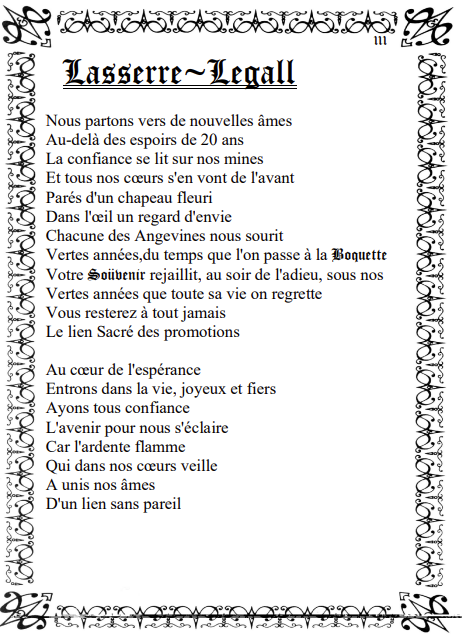 111
Lasserre~Legall
Nous partons vers de nouvelles âmes
Au-delà des espoirs de 20 ans
La confiance se lit sur nos mines
Et tous nos cœurs s'en vont de l'avant
Parés d'un chapeau fleuri
Dans l'œil un regard d'envie
Chacune des Angevines nous sourit
Vertes années,du temps que l'on passe à la Boquette
Votre Soüvenir rejaillit, au soir de l'adieu, sous nos
Vertes années que toute sa vie on regrette
Vous resterez à tout jamais
Le lien Sacré des promotions
Au cœur de l'espérance
Entrons dans la vie, joyeux et fiers
Ayons tous confiance
L'avenir pour nous s'éclaire
Car l'ardente flamme
Qui dans nos cœurs veille
A unis nos âmes
D'un lien sans pareil